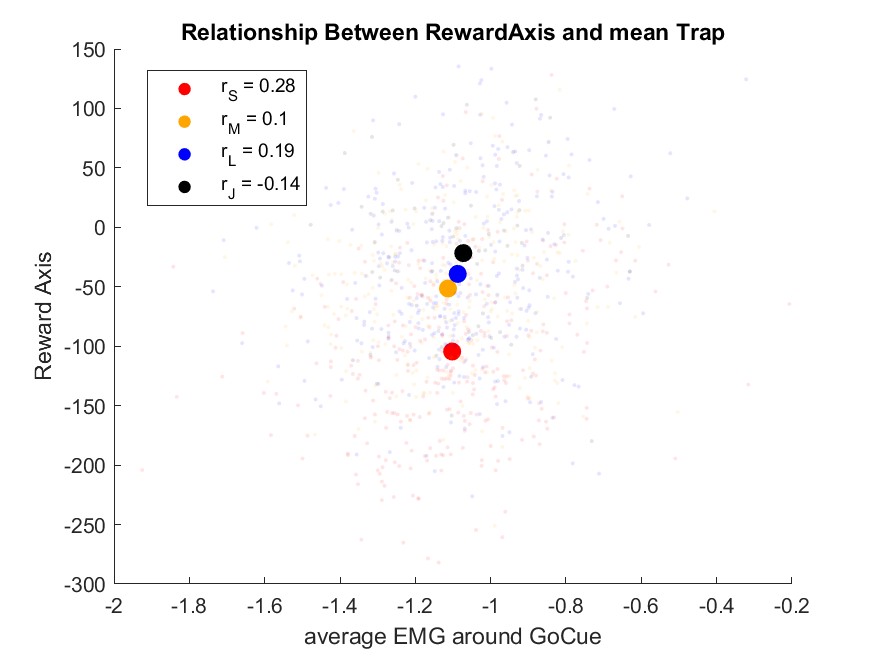 Relationship Between RewardAxis and mean Trap
150
100
50
0
-50
-100
-150
-200
-250
-300
Reward Axis
r_S = 0.28
r_M = 0.1
r_L = 0.19
r_J = -0.14
-2 -1.8 -1.6 -1.4 -1.2 -1 -0.8 -0.6 -0.4 -0.2
average EMG around GoCue